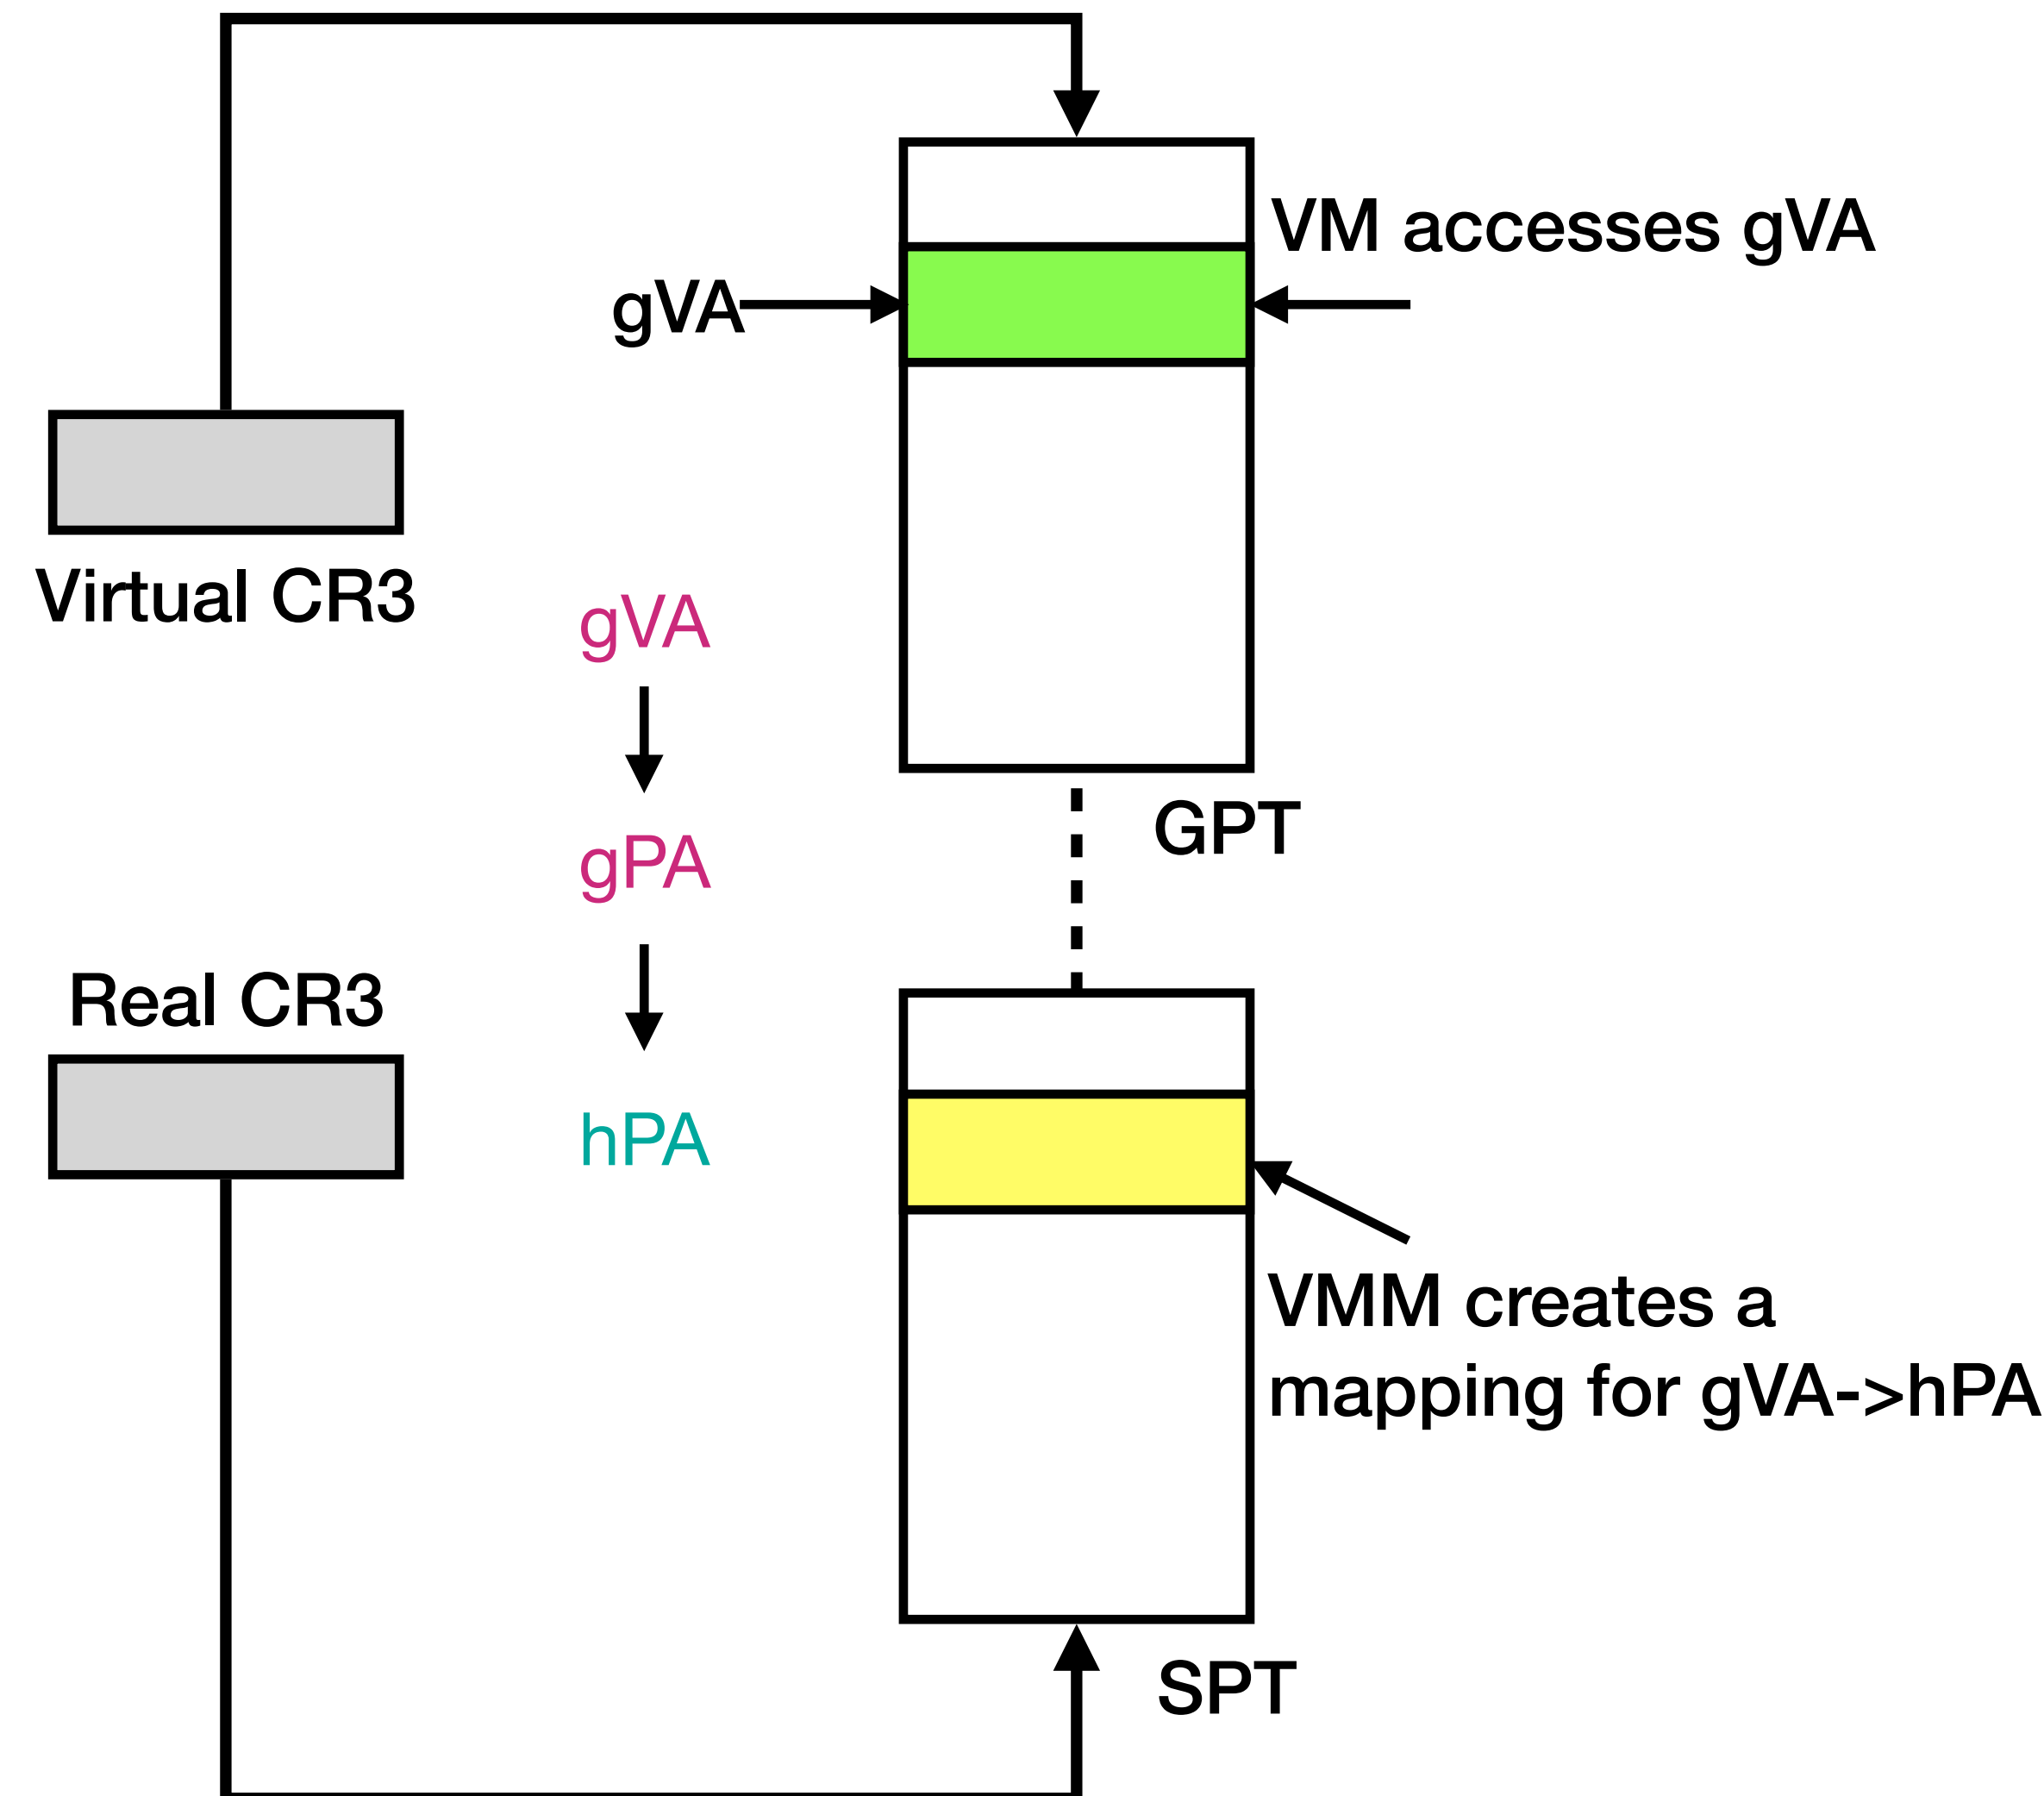 VM accesses gVA
gVA
Virtual CR3
gVA
gPA
GPT
Real CR3
hPA
VMM creates a
mapping for gVA->hPA
SPT